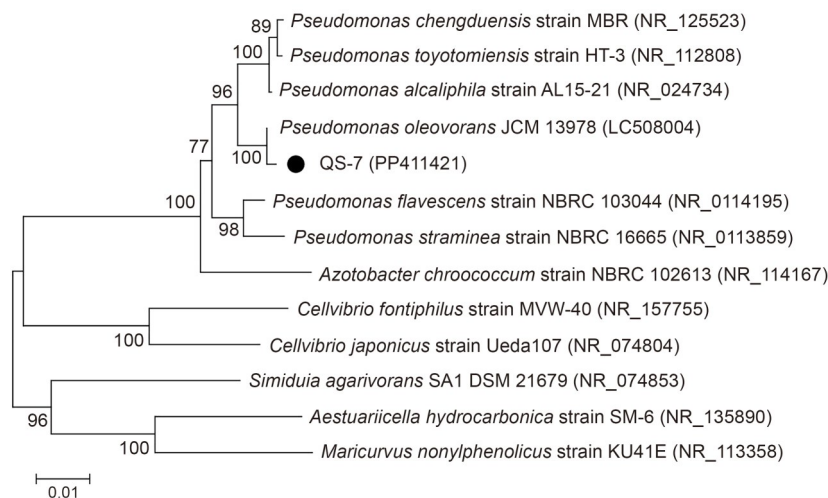 89
Pseudomonas chengduensis strain MBR (NR_125523)
100
Pseudomonas toyotomiensis strain HT-3 (NR_112808)
96
Pseudomonas alcaliphila strain AL15-21 (NR_024734)
Pseudomonas oleovorans JCM 13978 (LC508004)
77
100
QS-7 (PP411421)
100
Pseudomonas flavescens strain NBRC 103044 (NR_0114195)
98
Pseudomonas straminea strain NBRC 16665 (NR_0113859)
Azotobacter chroococcum strain NBRC 102613 (NR_114167)
Cellvibrio fontiphilus strain MVW-40 (NR_157755)
100
Cellvibrio japonicus strain Ueda107 (NR_074804)
Simiduia agarivorans SA1 DSM 21679 (NR_074853)
96
Aestuariicella hydrocarbonica strain SM-6 (NR_135890)
100
Maricurvus nonylphenolicus strain KU41E (NR_113358)
0.01